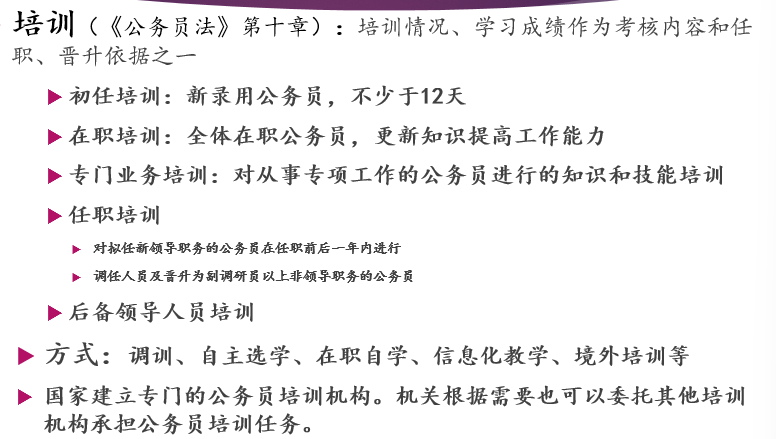 培训（《公务员法》第十章）：培训情况、学习成绩作为考核内容和任
职、晋升依据之一
初任培训：新录用公务员，不少于12天
在职培训：全体在职公务员，更新知识提高工作能力
专门业务培训：对从事专项工作的公务员进行的知识和技能培训
任职培训
对拟任新领导职务的公务员在任职前后一年内进行
调任人员及晋升为副调研员以上非领导职务的公务员
后备领导人员培训
方式：调训、自主选学、在职自学、信息化教学、境外培训等
国家建立专门的公务员培训机构。机关根据需要也可以委托其他培训
机构承担公务员培训任务。